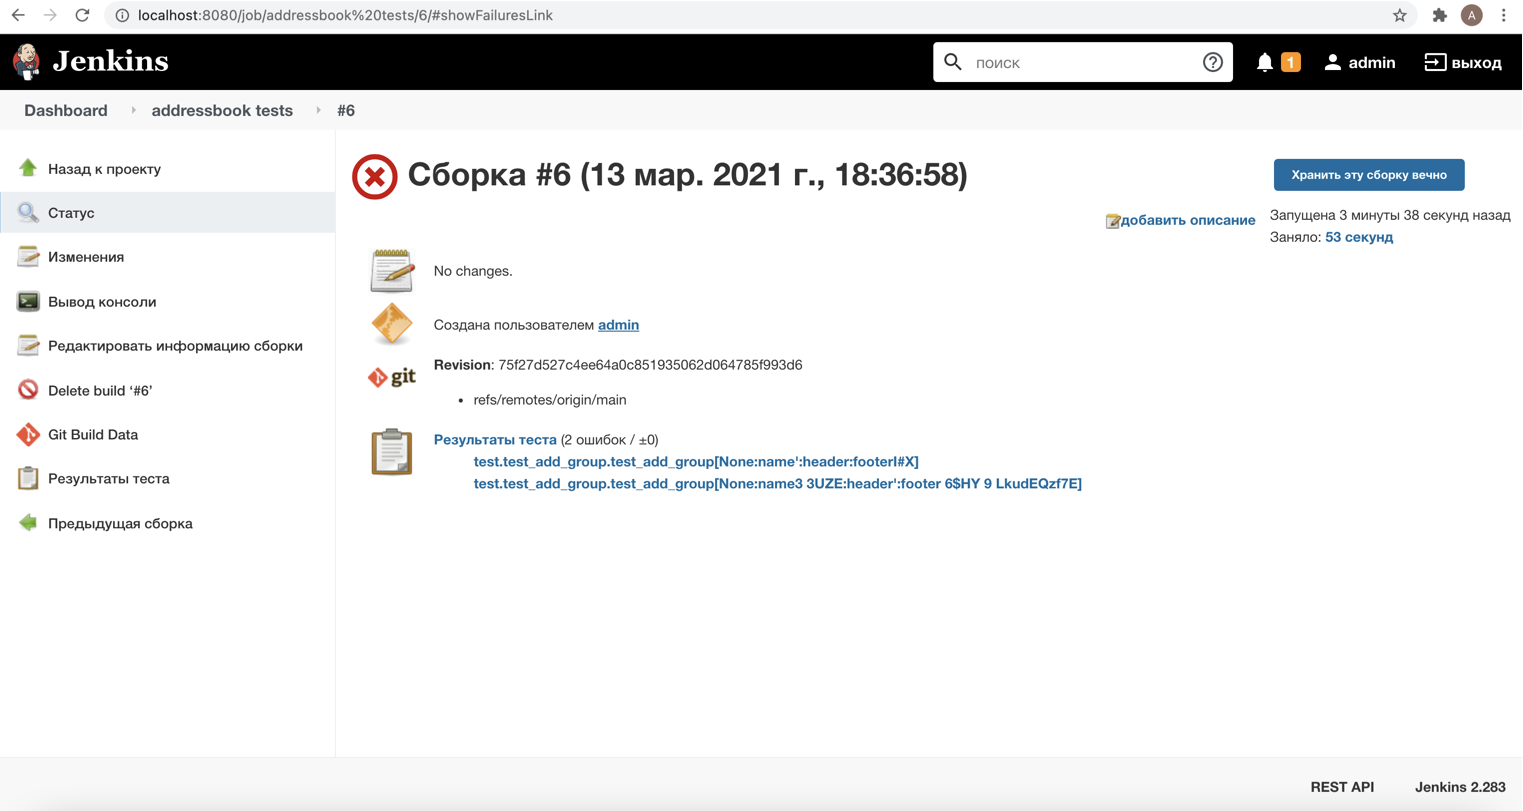 localhost:8080/job/addressbook%20tests/6/#showFailuresLink
A
Jenkins
поиск
1
admin
выход
Dashboard
addressbook tests
#6
Назад к проекту
Статус
Изменения
Вывод консоли
Редактировать информацию сборки
Delete build ‘#6’
Git Build Data
Результаты теста
Предыдущая сборка
Сборка #6 (13 мар. 2021 г., 18:36:58)
Хранить эту сборку вечно
добавить описание
Запущена 3 минуты 38 секунд назад
Заняло: 53 секунд
No changes.
Создана пользователем admin
git
Revision: 75f27d527c4ee64a0c851935062d064785f993d6
• refs/remotes/origin/main
Результаты теста (2 ошибок / ±0)
test.test_add_group.test_add_group[None:name':header:footerI#X]
test.test_add_group.test_add_group[None:name3 3UZE:header':footer 6$HY 9 LkudEQzf7E]
REST API
Jenkins 2.283